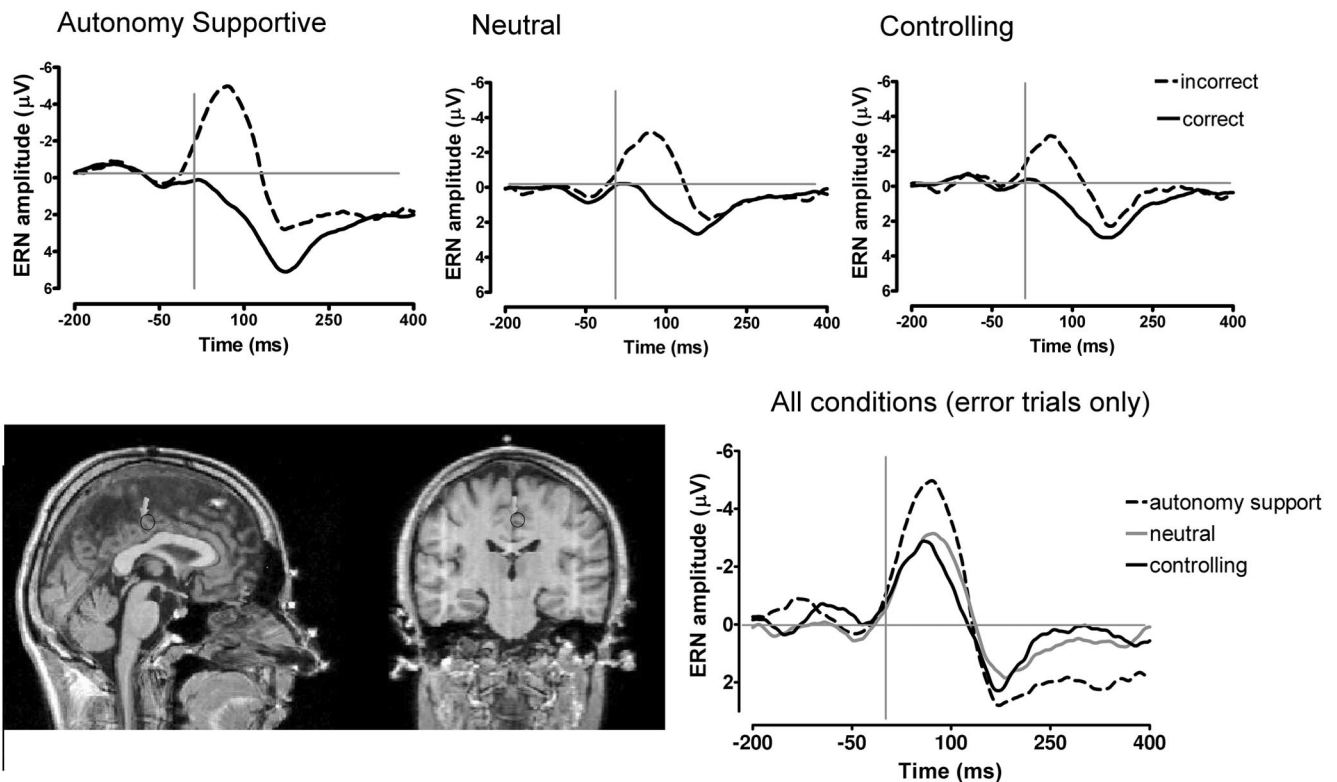 Autonomy Supportive
ERN amplitude (µV)
-6
-4
-2
0
2
4
6
-200 -50 100 250 400
Time (ms)
Neutral
ERN amplitude (µV)
-6
-4
-2
0
2
4
6
-200 -50 100 250 400
Time (ms)
Controlling
ERN amplitude (µV)
-6
-4
-2
0
2
4
6
-200 -50 100 250 400
Time (ms)
incorrect
correct
All conditions (error trials only)
ERN amplitude (µV)
-6
-4
-2
0
2
-200 -50 100 250 400
Time (ms)
autonomy support
neutral
controlling